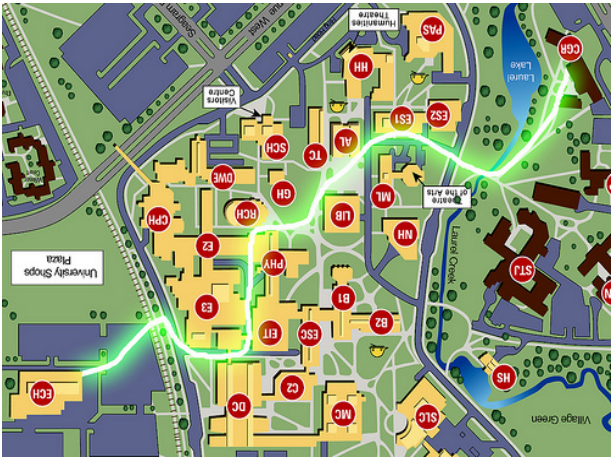 Humanities
Theatre
PAS
CGR
HH
Laurel
Lake
Visitors
Centre
ES2
ES1
AL
TC
SCH
DWE
GH
ML
Theatre
of the Arts
CPH
RCH
LIB
NH
E2
PHY
STJ
University Shops
Plaza
Laurel Creek
B1
E3
EIT
ESC
B2
HS
ECH
DC
C2
MC
SLC
Village Green